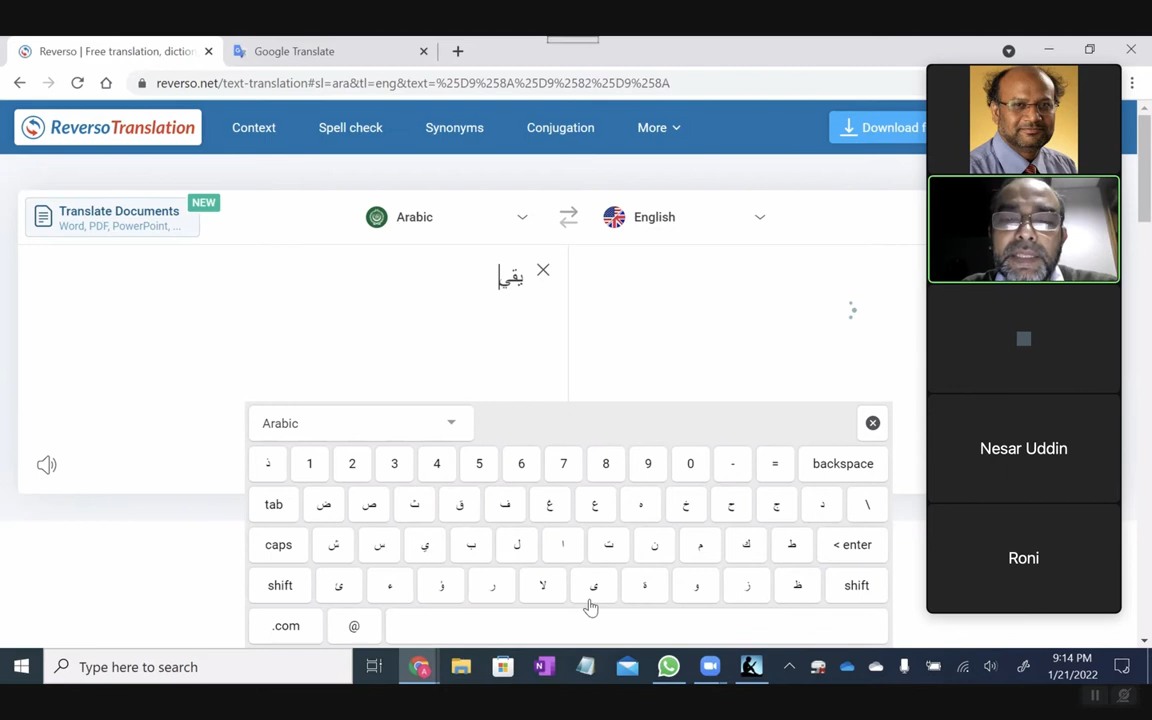 Reverso | Free translation, diction
Google Translate
reverso.net/text-translation#sl=ara&tl=eng&text=%25D9%258A%25D9%2582%25D9%258A
ReversoTranslation
Context
Spell check
Synonyms
Conjugation
More
Download f
Translate Documents
Word, PDF, PowerPoint, ...
NEW
Arabic
English
يقي
Arabic
ذ 1 2 3 4 5 6 7 8 9 0 - = backspace
tab ض ص ث ق ف غ ع ه خ ح ج د \
caps ش س ي ب ل ا ت ن م ك ط < enter
shift ئ ء ؤ ر لا ى ة و ز ظ shift
.com @
Nesar Uddin
Roni
Type here to search
9:14 PM
1/21/2022